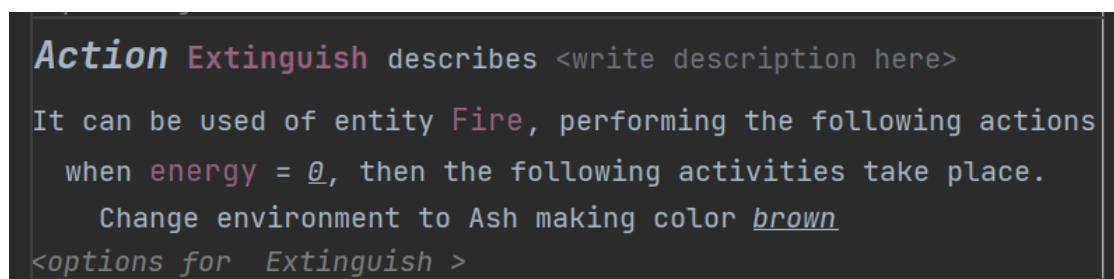 Action Extinguish describes <write description here>
It can be used of entity Fire, performing the following actions
when energy = 0, then the following activities take place.
Change environment to Ash making color brown
<options for Extinguish >